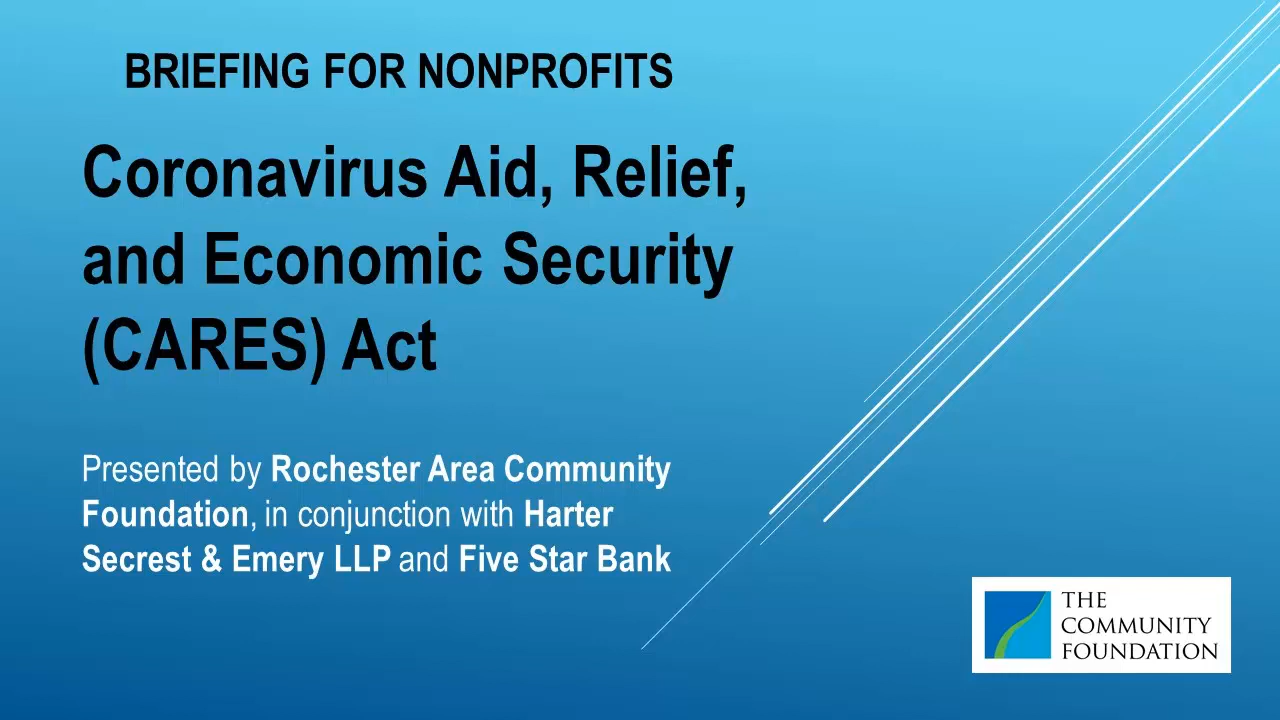 BRIEFING FOR NONPROFITS
Coronavirus Aid, Relief,
and Economic Security
(CARES) Act
Presented by Rochester Area Community
Foundation, in conjunction with Harter
Secrest & Emery LLP and Five Star Bank
THE
COMMUNITY
FOUNDATION